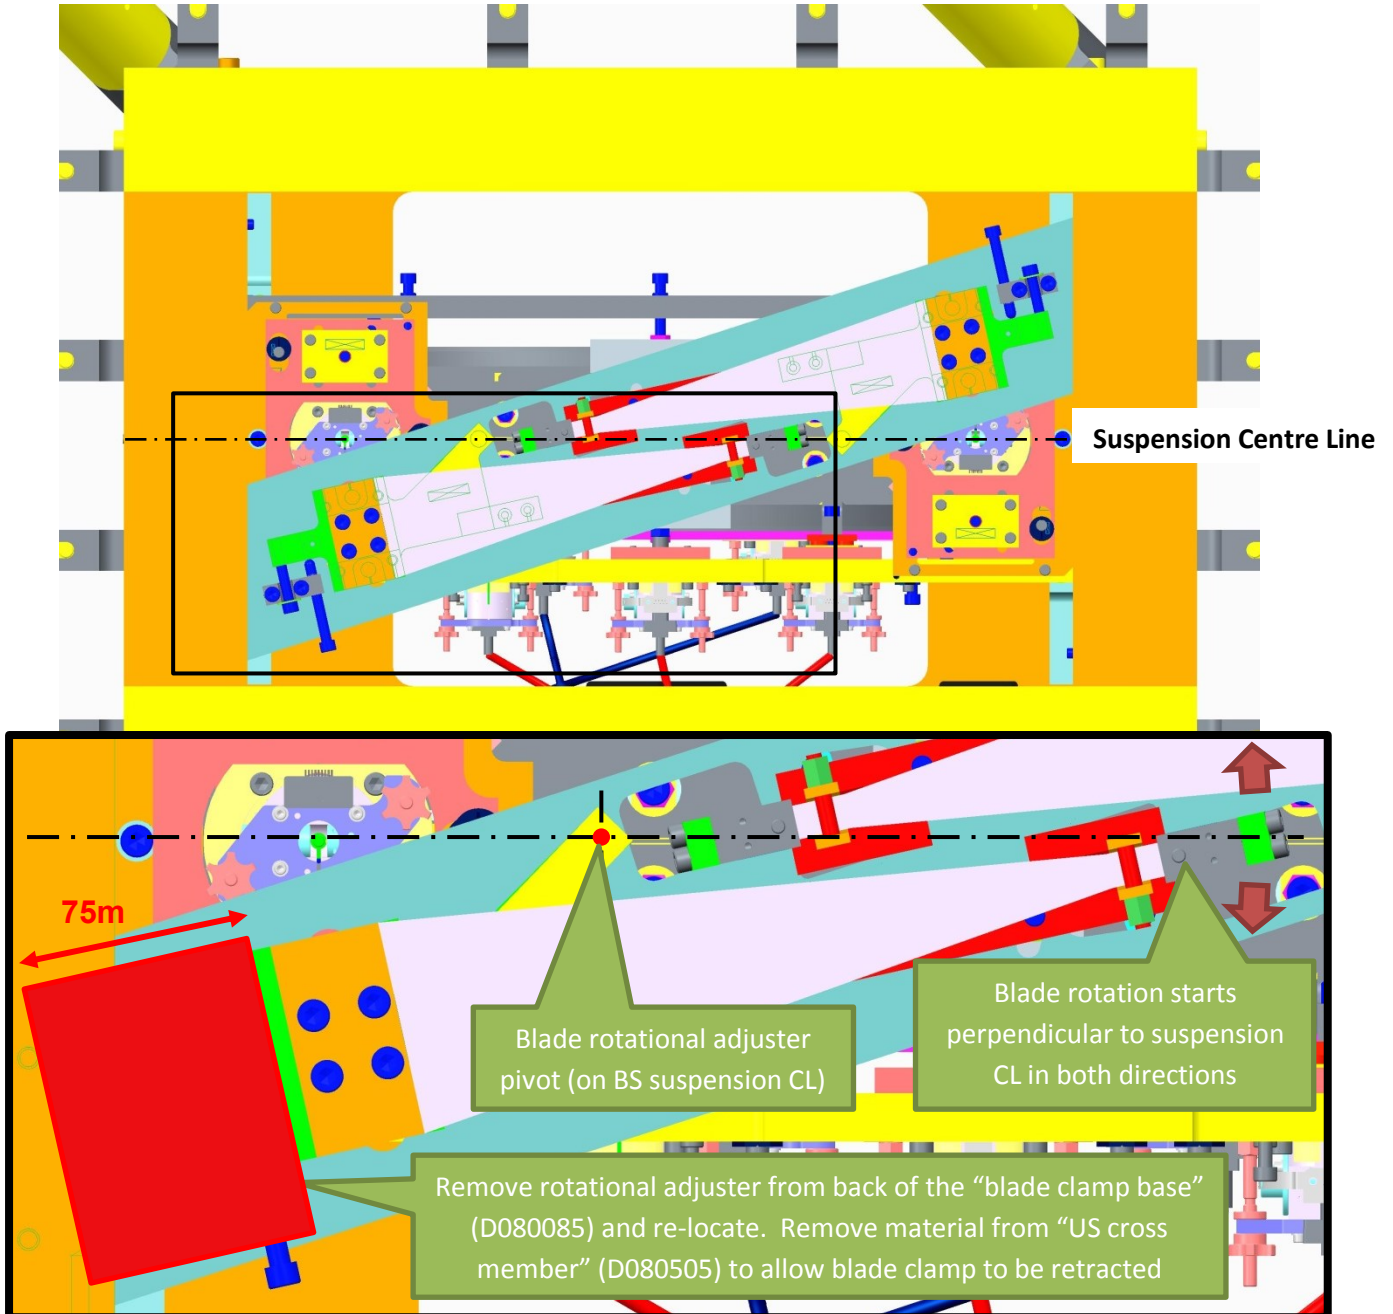 Suspension Centre Line
75m
Blade rotational adjuster
pivot (on BS suspension CL)
Blade rotation starts
perpendicular to suspension
CL in both directions
Remove rotational adjuster from back of the “blade clamp base”
(D080085) and re-locate.  Remove material from “US cross
member” (D080505) to allow blade clamp to be retracted